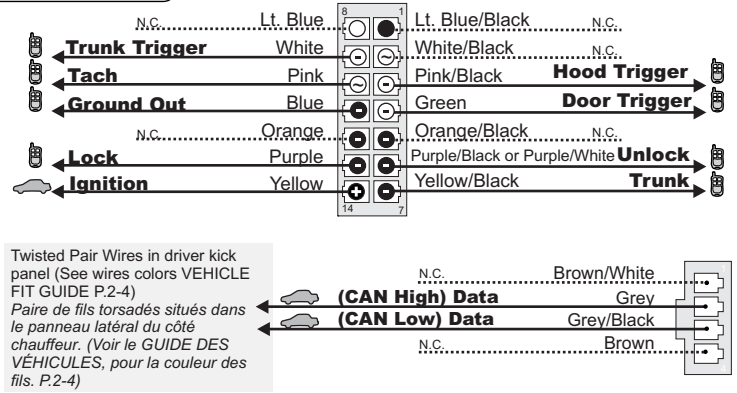 8 1
N.C. Lt. Blue Lt. Blue/Black N.C.
Trunk Trigger White White/Black N.C.
Tach Pink Pink/Black Hood Trigger
Ground Out Blue Green Door Trigger
N.C. Orange Orange/Black N.C.
Lock Purple Purple/Black or Purple/White Unlock
Ignition Yellow Yellow/Black Trunk
14 7
Twisted Pair Wires in driver kick
panel (See wires colors VEHICLE
FIT GUIDE P.2-4)
Paire de fils torsadés situés dans
le panneau latéral du côté
chauffeur. (Voir le GUIDE DES
VÉHICULES, pour la couleur des
fils. P.2-4)
N.C. Brown/White
(CAN High) Data Grey
(CAN Low) Data Grey/Black
N.C. Brown
4